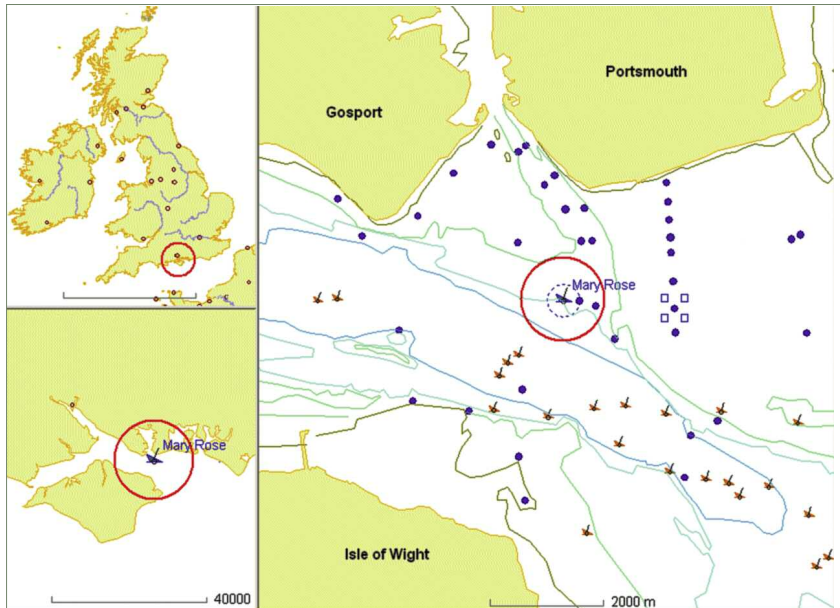 Gosport
Portsmouth
Mary Rose
Mary Rose
40000
Isle of Wight
2000 m